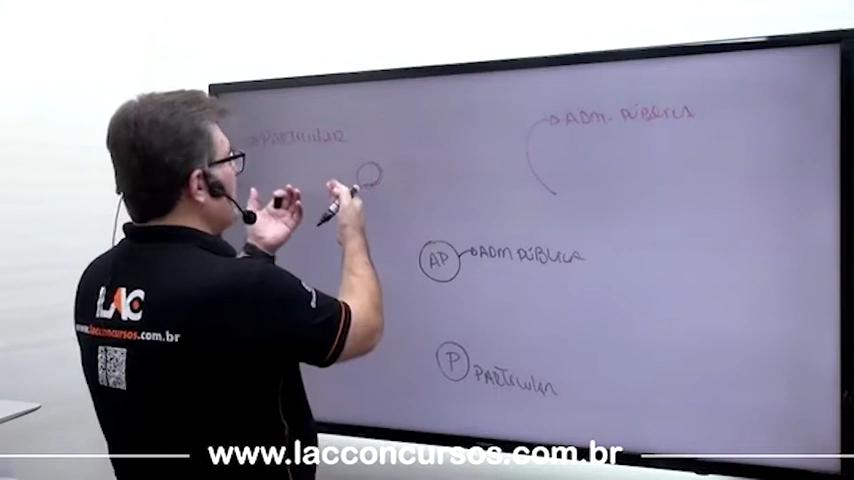 PARTICULAR
ADM. PÚBLICA
AP ADM PÚBLICA
P PARTICULAR
LAC
www.lacconcursos.com.br
www.lacconcursos.com.br